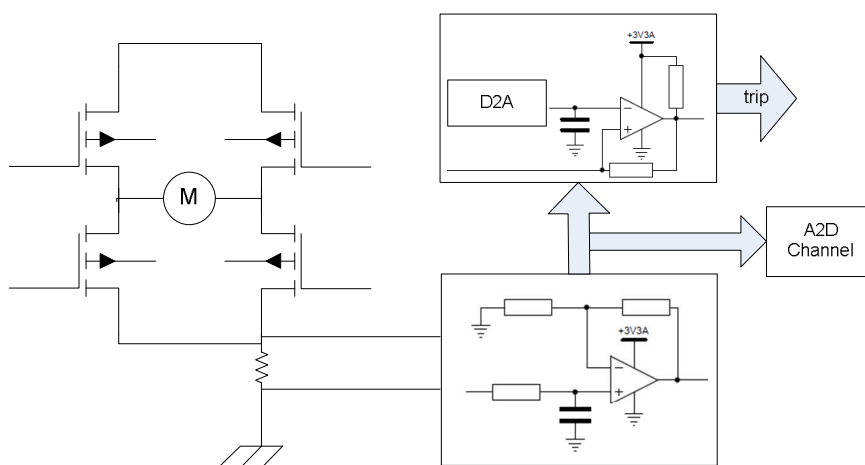 +3V3A
D2A
trip
M
A2D
Channel
+3V3A